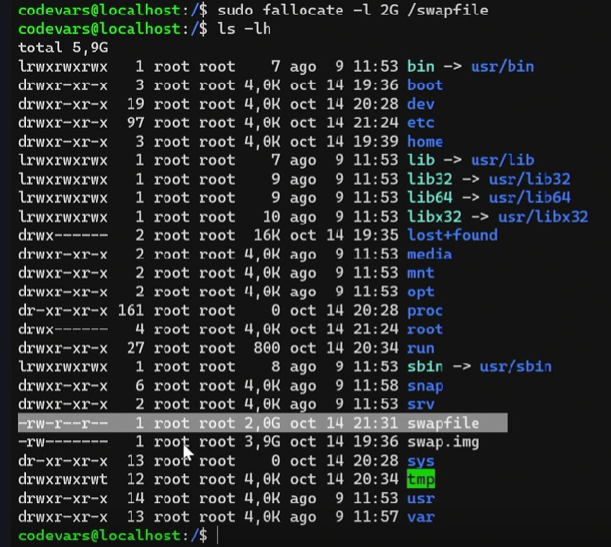 codevars@localhost:/$ sudo fallocate -l 2G /swapfile
codevars@localhost:/$ ls -lh
total 5,9G
lrwxrwxrwx   1 root root    7 ago  9 11:53 bin -> usr/bin
drwxr-xr-x   3 root root 4,0K oct 14 19:36 boot
drwxr-xr-x  19 root root 4,0K oct 14 20:28 dev
drwxr-xr-x  97 root root 4,0K oct 14 21:24 etc
drwxr-xr-x   3 root root 4,0K oct 14 19:39 home
lrwxrwxrwx   1 root root    7 ago  9 11:53 lib -> usr/lib
lrwxrwxrwx   1 root root    9 ago  9 11:53 lib32 -> usr/lib32
lrwxrwxrwx   1 root root    9 ago  9 11:53 lib64 -> usr/lib64
lrwxrwxrwx   1 root root   10 ago  9 11:53 libx32 -> usr/libx32
drwx------   2 root root  16K oct 14 19:35 lost+found
drwxr-xr-x   2 root root 4,0K ago  9 11:53 media
drwxr-xr-x   2 root root 4,0K ago  9 11:53 mnt
drwxr-xr-x   2 root root 4,0K ago  9 11:53 opt
dr-xr-xr-x 161 root root    0 oct 14 20:28 proc
drwx------   4 root root 4,0K oct 14 21:24 root
drwxr-xr-x  27 root root  800 oct 14 20:34 run
lrwxrwxrwx   1 root root    8 ago  9 11:53 sbin -> usr/sbin
drwxr-xr-x   6 root root 4,0K ago  9 11:58 snap
drwxr-xr-x   2 root root 4,0K ago  9 11:53 srv
-rw-r--r--   1 root root 2,0G oct 14 21:31 swapfile
-rw-------   1 root root 3,9G oct 14 19:36 swap.img
dr-xr-xr-x  13 root root    0 oct 14 20:28 sys
drwxrwxrwt  12 root root 4,0K oct 14 20:34 tmp
drwxr-xr-x  14 root root 4,0K ago  9 11:53 usr
drwxr-xr-x  13 root root 4,0K ago  9 11:57 var
codevars@localhost:/$